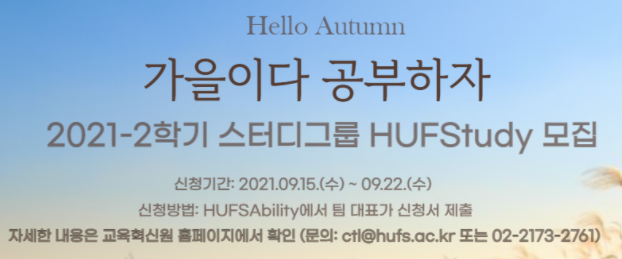 Hello Autumn
가을이다 공부하자
2021-2학기 스터디그룹 HUFStudy 모집
신청기간: 2021.09.15.(수) ~ 09.22.(수)
신청방법: HUFSAbility에서 팀 대표가 신청서 제출
자세한 내용은 교육혁신원 홈페이지에서 확인 (문의: ctl@hufs.ac.kr 또는 02-2173-2761)